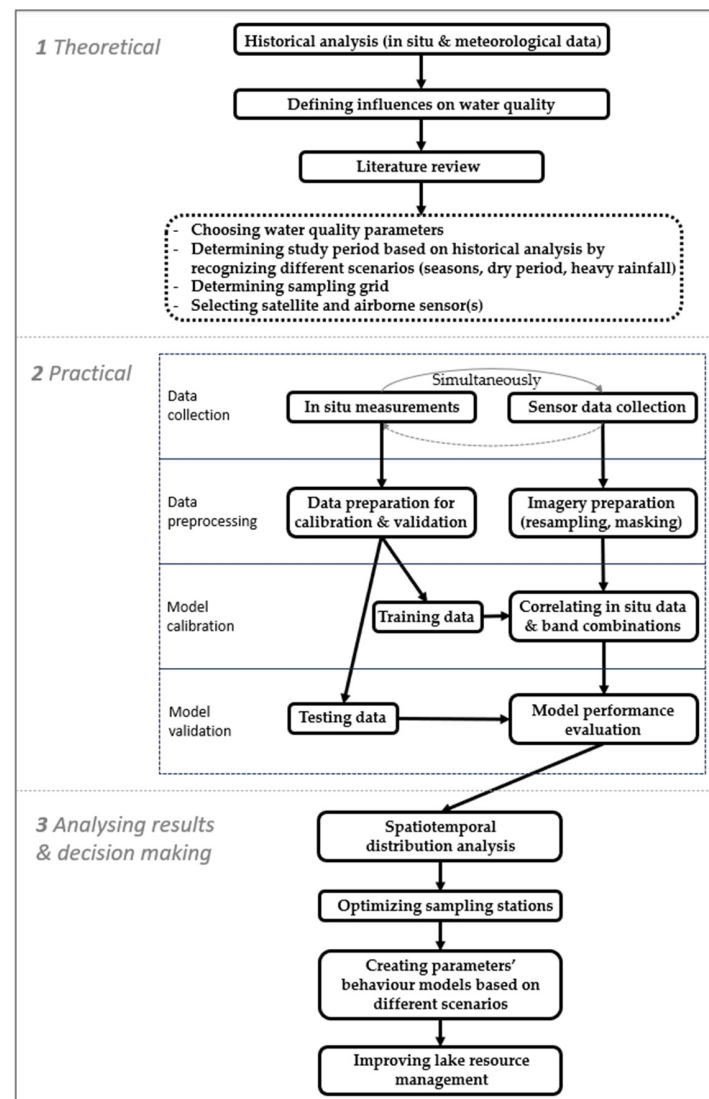 1 Theoretical
Historical analysis (in situ & meteorological data)
Defining influences on water quality
Literature review
- Choosing water quality parameters
- Determining study period based on historical analysis by
recognizing different scenarios (seasons, dry period, heavy rainfall)
- Determining sampling grid
- Selecting satellite and airborne sensor(s)
2 Practical
Data
collection
Simultaneously
In situ measurements
Sensor data collection
Data
preprocessing
Data preparation for
calibration & validation
Imagery preparation
(resampling, masking)
Model
calibration
Training data
Correlating in situ data
& band combinations
Model
validation
Testing data
Model performance
evaluation
3 Analysing results
& decision making
Spatiotemporal
distribution analysis
Optimizing sampling stations
Creating parameters’
behaviour models based on
different scenarios
Improving lake resource
management